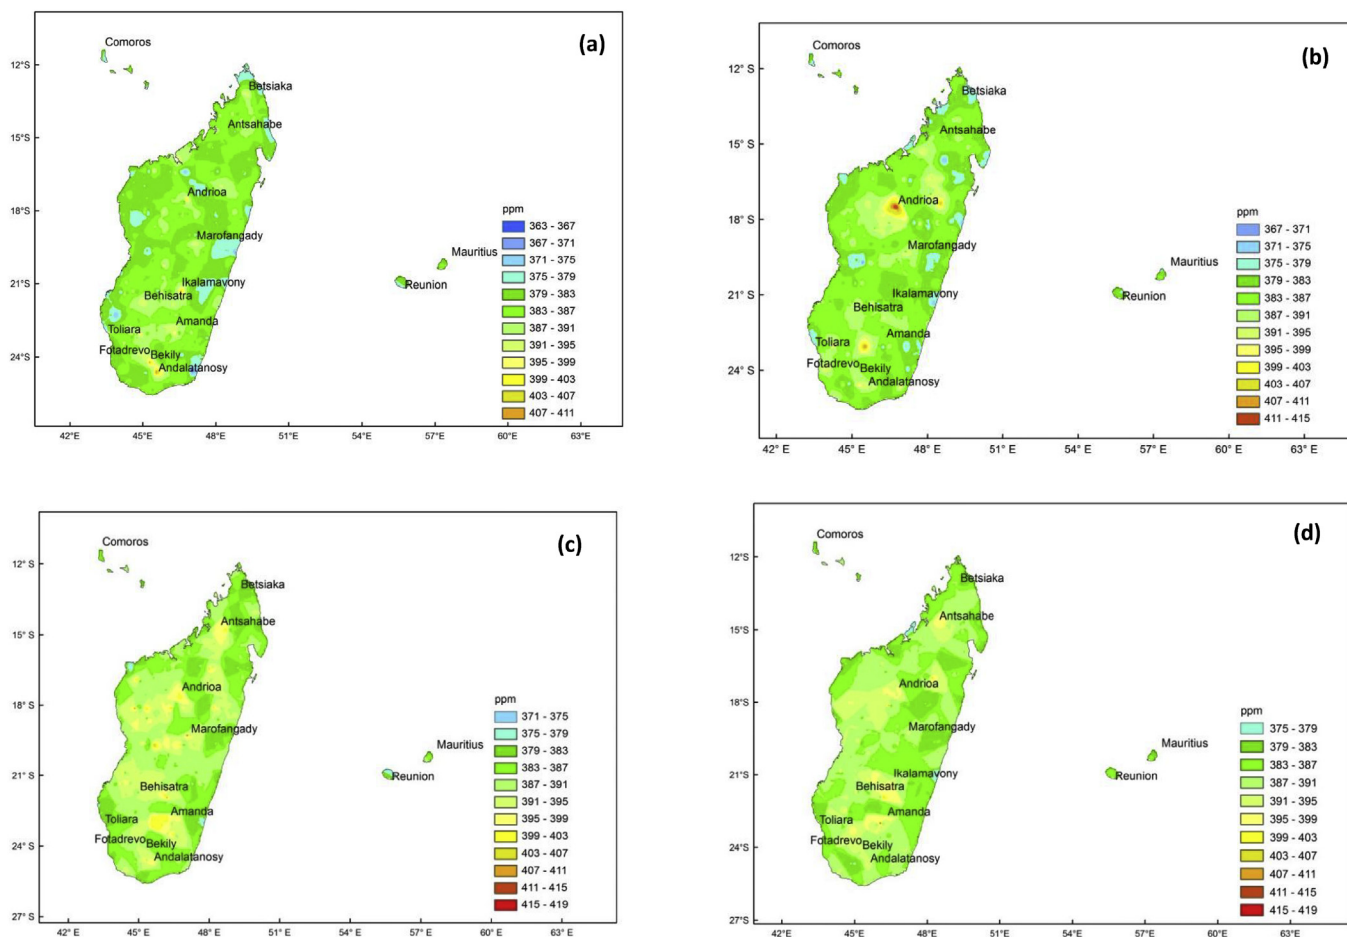 (a)
Comoros
12° S
Betsiaka
Antsahabe
15° S
Andrioa
18° S
Marofangady
Mauritius
Reunion
21° S
Ikalamavony
Behisatra
Amanda
Toliara
Fotadrevo
Bekily
24° S
Andalatanosy
ppm
363 - 367
367 - 371
371 - 375
375 - 379
379 - 383
383 - 387
387 - 391
391 - 395
395 - 399
399 - 403
403 - 407
407 - 411
42° E 45° E 48° E 51° E 54° E 57° E 60° E 63° E
(b)
Comoros
12° S
Betsiaka
Antsahabe
15° S
Andrioa
18° S
Marofangady
Mauritius
Reunion
21° S
Ikalamavony
Behisatra
Amanda
Toliara
Fotadrevo
Bekily
24° S
Andalatanosy
ppm
367 - 371
371 - 375
375 - 379
379 - 383
383 - 387
387 - 391
391 - 395
395 - 399
399 - 403
403 - 407
407 - 411
411 - 415
42° E 45° E 48° E 51° E 54° E 57° E 60° E 63° E
(c)
Comoros
12° S
Betsiaka
Antsahabe
15° S
Andrioa
18° S
Marofangady
Mauritius
Reunion
21° S
Behisatra
Amanda
Toliara
Fotadrevo
Bekily
24° S
Andalatanosy
27° S
ppm
371 - 375
375 - 379
379 - 383
383 - 387
387 - 391
391 - 395
395 - 399
399 - 403
403 - 407
407 - 411
411 - 415
415 - 419
42° E 45° E 48° E 51° E 54° E 57° E 60° E 63° E
(d)
Comoros
12° S
Betsiaka
Antsahabe
15° S
Andrioa
18° S
Marofangady
Mauritius
Reunion
21° S
Ikalamavony
Behisatra
Amanda
Toliara
Fotadrevo
Bekily
24° S
Andalatanosy
27° S
ppm
375 - 379
379 - 383
383 - 387
387 - 391
391 - 395
395 - 399
399 - 403
403 - 407
407 - 411
411 - 415
415 - 419
42° E 45° E 48° E 51° E 54° E 57° E 60° E 63° E